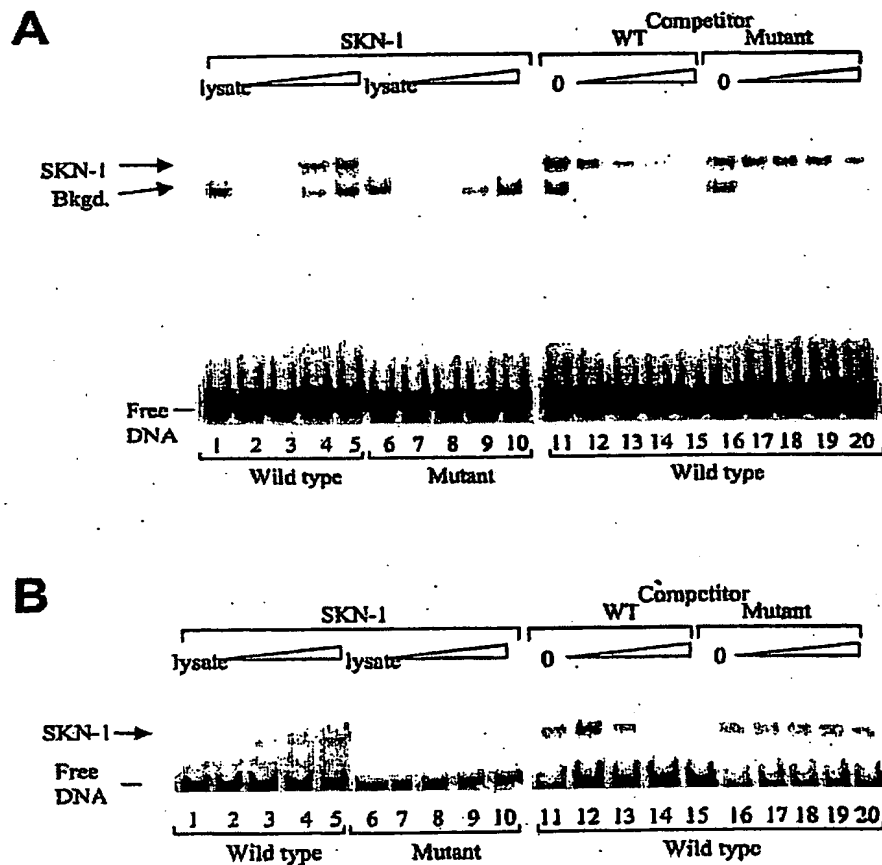 A
Competitor
SKN-1
WT
Mutant
lysate
lysate
0
0
SKN-1
Bkgd.
Free
DNA
1 2 3 4 5 6 7 8 9 10 11 12 13 14 15 16 17 18 19 20
Wild type
Mutant
Wild type
B
Competitor
SKN-1
WT
Mutant
lysate
lysate
0
0
SKN-1
Free
DNA
1 2 3 4 5 6 7 8 9 10 11 12 13 14 15 16 17 18 19 20
Wild type
Mutant
Wild type